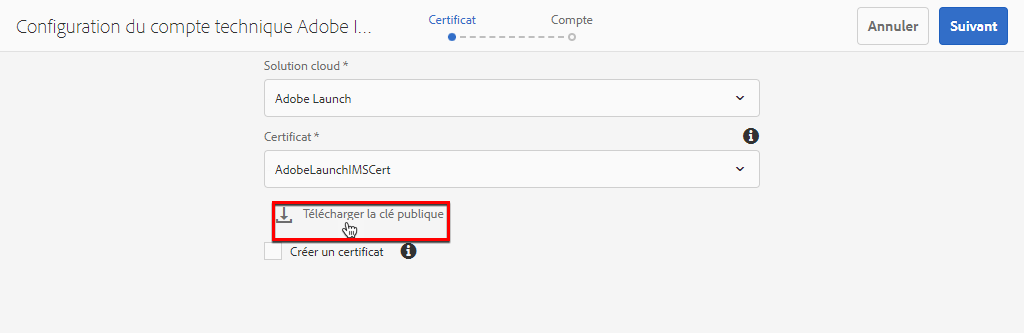 Configuration du compte technique Adobe I...
Certificat
Compte
Annuler
Suivant
Solution cloud *
Adobe Launch
Certificat *
AdobeLaunchIMSCert
Télécharger la clé publique
Créer un certificat